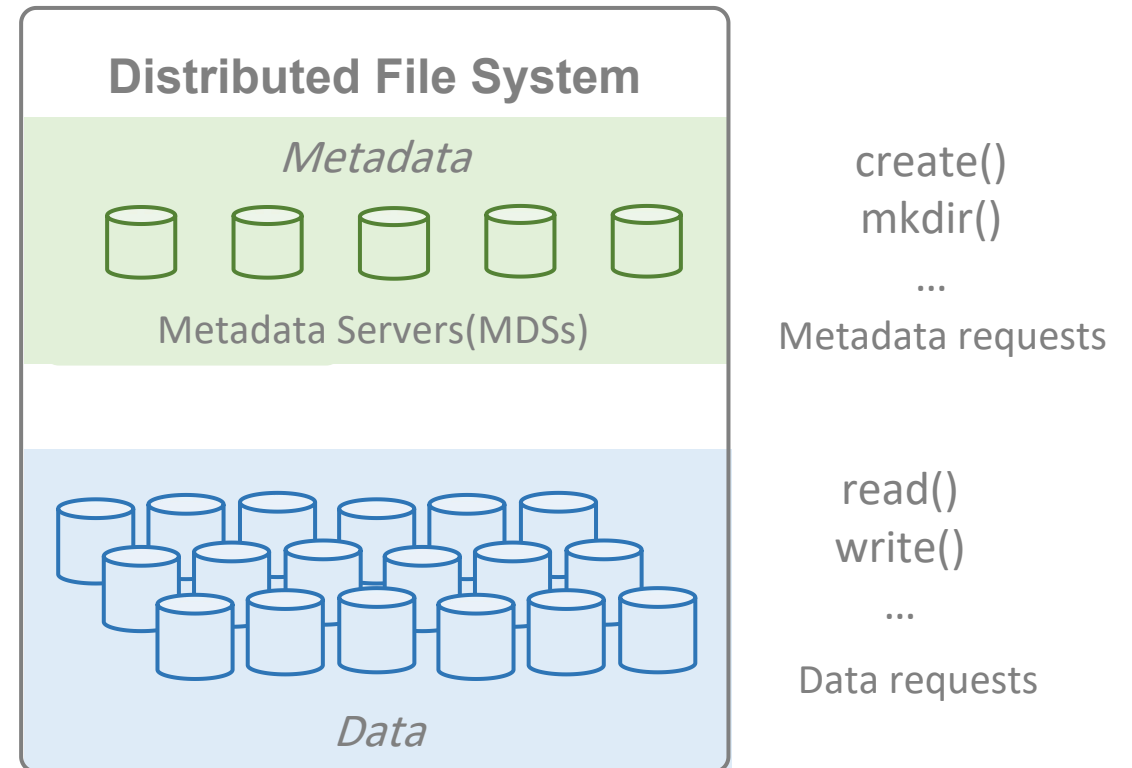 Distributed File System
Metadata
Metadata Servers(MDSs)
create()
mkdir()
...
Metadata requests
read()
write()
...
Data requests
Data